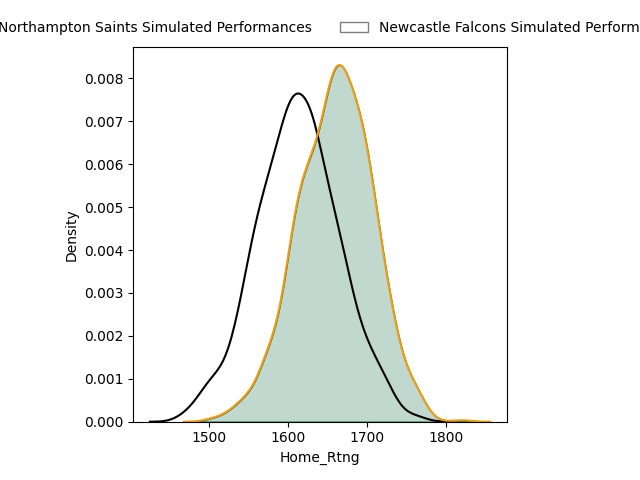 Northampton Saints Simulated Performances
Newcastle Falcons Simulated Perform
0.008
0.007
0.006
0.005
0.004
0.003
0.002
0.001
0.000
Density
1500 1600 1700 1800
Home_Rtng